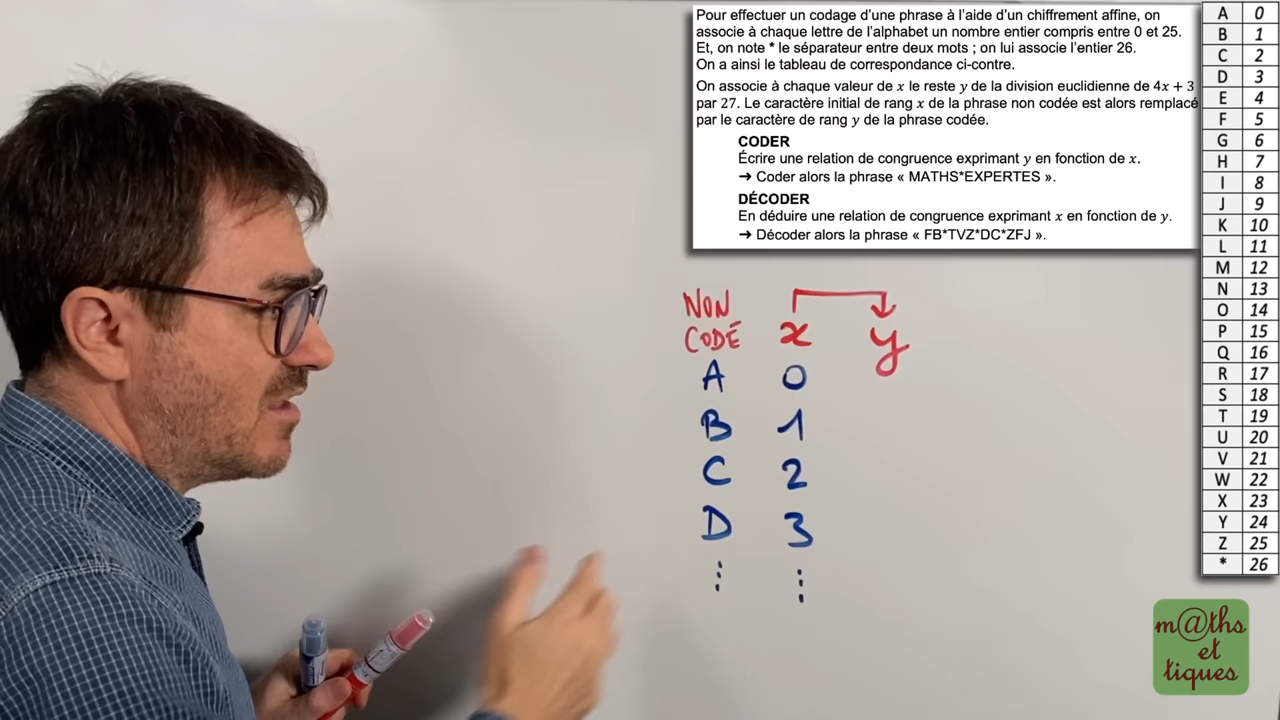 Pour effectuer un codage d'une phrase à l'aide d'un chiffrement affine, on
associe à chaque lettre de l'alphabet un nombre entier compris entre 0 et 25.
Et, on note * le séparateur entre deux mots ; on lui associe l'entier 26.
On a ainsi le tableau de correspondance ci-contre.
On associe à chaque valeur de x le reste y de la division euclidienne de 4x + 3
par 27. Le caractère initial de rang x de la phrase non codée est alors remplacé
par le caractère de rang y de la phrase codée.
CODER
Écrire une relation de congruence exprimant y en fonction de x.
→ Coder alors la phrase « MATHS*EXPERTES ».
DÉCODER
En déduire une relation de congruence exprimant x en fonction de y.
→ Décoder alors la phrase « FB*TVZ*DC*ZFJ ».
A 0
B 1
C 2
D 3
E 4
F 5
G 6
H 7
I 8
J 9
K 10
L 11
M 12
N 13
O 14
P 15
Q 16
R 17
S 18
T 19
U 20
V 21
W 22
X 23
Y 24
Z 25
* 26
NON
CODÉ x y
A 0
B 1
C 2
D 3
⋮ ⋮
m@ths
et
tiques